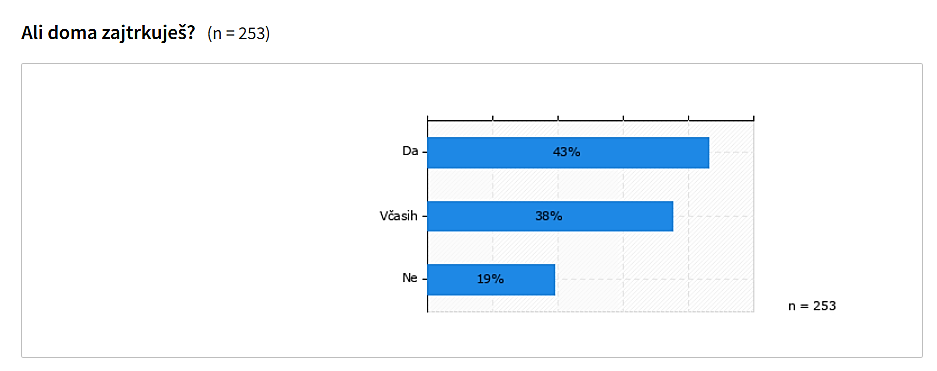 Ali doma zajtrkuješ? (n = 253)
Da 43%
Včasih 38%
Ne 19%
n = 253